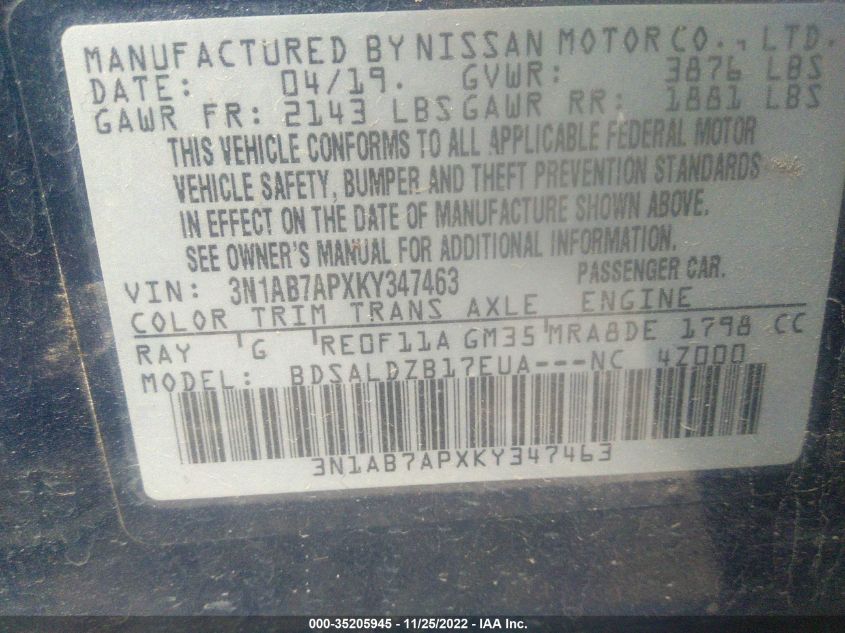 MANUFACTURED BY NISSAN MOTOR CO., LTD.
DATE: 04/19. GVWR: 3876 LBS
GAWR FR: 2143 LBS GAWR RR: 1881 LBS
THIS VEHICLE CONFORMS TO ALL APPLICABLE FEDERAL MOTOR
VEHICLE SAFETY, BUMPER AND THEFT PREVENTION STANDARDS
IN EFFECT ON THE DATE OF MANUFACTURE SHOWN ABOVE.
SEE OWNER'S MANUAL FOR ADDITIONAL INFORMATION.
VIN: 3N1AB7APXKY347463 PASSENGER CAR.
COLOR TRIM TRANS AXLE ENGINE
RAY G RE0F11A GM35 MRA8DE 1798 CC
MODEL: BDSALDZB17EUA---NC 4Z000
3N1AB7APXKY347463
000-35205945 - 11/25/2022 - IAA Inc.